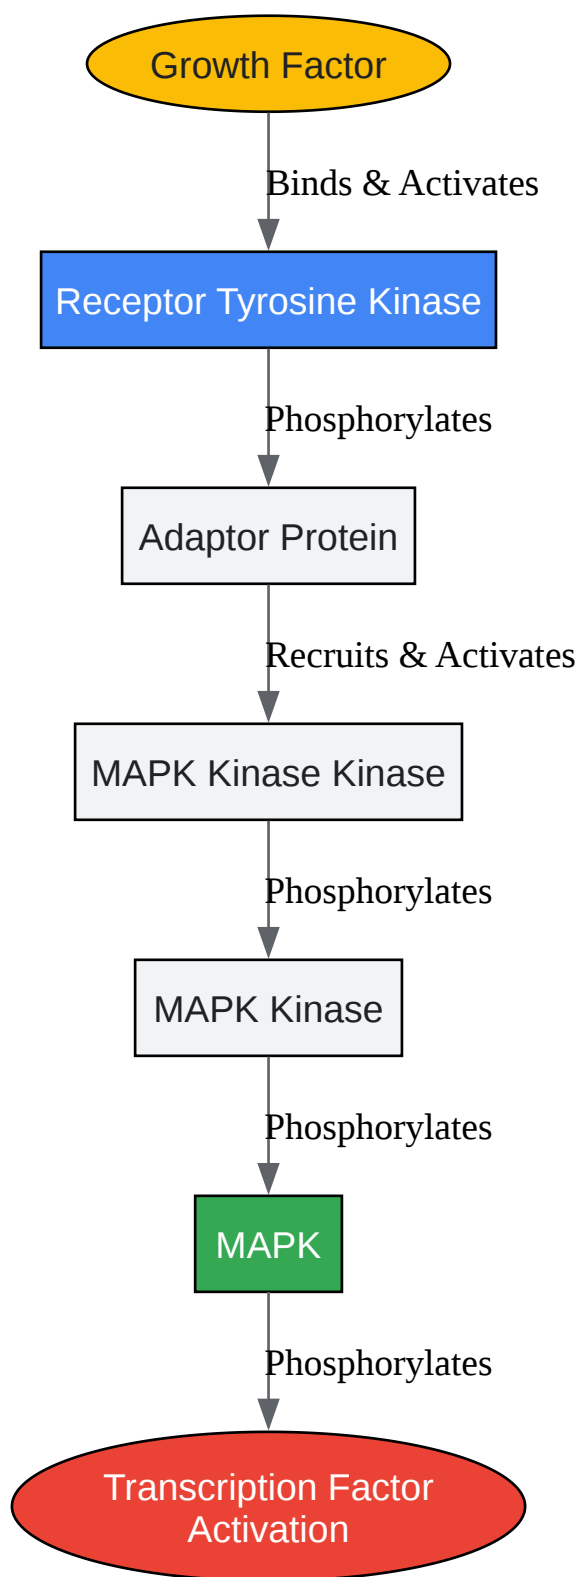 Growth Factor
Binds & Activates
Receptor Tyrosine Kinase
Phosphorylates
Adaptor Protein
Recruits & Activates
MAPK Kinase Kinase
Phosphorylates
MAPK Kinase
Phosphorylates
MAPK
Phosphorylates
Transcription Factor
Activation